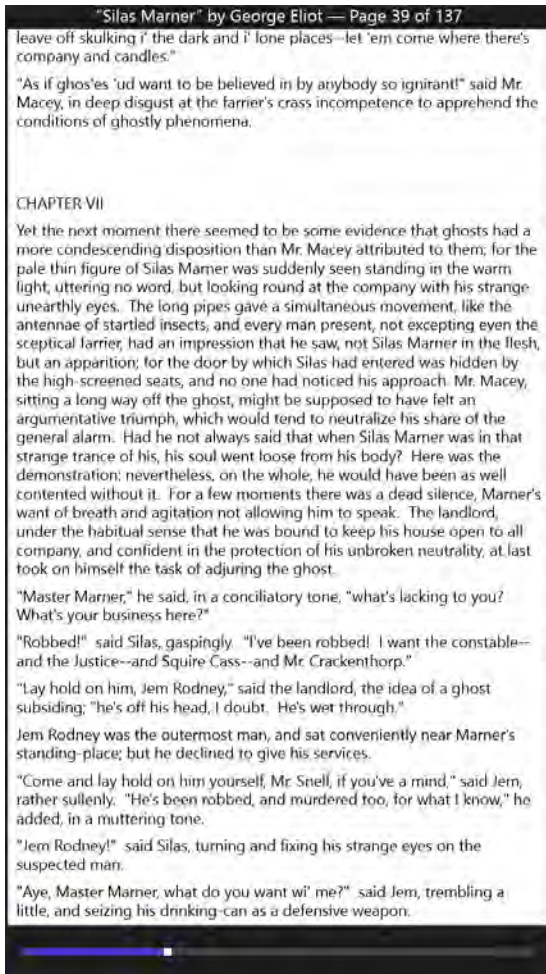 "Silas Marner" by George Eliot — Page 39 of 137
leave off skulking i' the dark and i' lone places--let 'em come where there's
company and candles."
"As if ghos'es 'ud want to be believed in by anybody so ignirant!" said Mr.
Macey, in deep disgust at the farrier's crass incompetence to apprehend the
conditions of ghostly phenomena.
CHAPTER VII
Yet the next moment there seemed to be some evidence that ghosts had a
more condescending disposition than Mr. Macey attributed to them; for the
pale thin figure of Silas Marner was suddenly seen standing in the warm
light, uttering no word, but looking round at the company with his strange
unearthly eyes. The long pipes gave a simultaneous movement, like the
antennae of startled insects, and every man present, not excepting even the
sceptical farrier, had an impression that he saw, not Silas Marner in the flesh,
but an apparition; for the door by which Silas had entered was hidden by
the high-screened seats, and no one had noticed his approach. Mr. Macey,
sitting a long way off the ghost, might be supposed to have felt an
argumentative triumph, which would tend to neutralize his share of the
general alarm. Had he not always said that when Silas Marner was in that
strange trance of his, his soul went loose from his body? Here was the
demonstration: nevertheless, on the whole, he would have been as well
contented without it. For a few moments there was a dead silence, Marner's
want of breath and agitation not allowing him to speak. The landlord,
under the habitual sense that he was bound to keep his house open to all
company, and confident in the protection of his unbroken neutrality, at last
took on himself the task of adjuring the ghost.
"Master Marner," he said, in a conciliatory tone, "what's lacking to you?
What's your business here?"
"Robbed!" said Silas, gaspingly. "I've been robbed! I want the constable--
and the Justice--and Squire Cass--and Mr. Crackenthorp."
"Lay hold on him, Jem Rodney," said the landlord, the idea of a ghost
subsiding; "he's off his head, I doubt. He's wet through."
Jem Rodney was the outermost man, and sat conveniently near Marner's
standing-place; but he declined to give his services.
"Come and lay hold on him yourself, Mr. Snell, if you've a mind," said Jem,
rather sullenly. "He's been robbed, and murdered too, for what I know," he
added, in a muttering tone.
"Jem Rodney!" said Silas, turning and fixing his strange eyes on the
suspected man.
"Aye, Master Marner, what do you want wi' me?" said Jem, trembling a
little, and seizing his drinking-can as a defensive weapon.